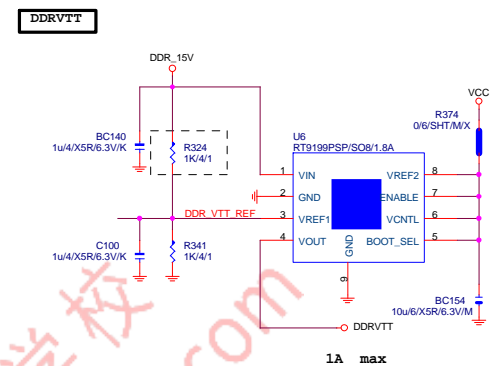 DDRVTT
DDR_15V
VCC
R374
0/6/SHT/M/X
BC140
1u/4/X5R/6.3V/K
R324
1K/4/1
U6
RT9199PSP/SO8/1.8A
1 VIN VREF2 8
2 GND ENABLE 7
DDR_VTT_REF 3 VREF1 VCNTL 6
4 VOUT BOOT_SEL 5
GND
9
C100
1u/4/X5R/6.3V/K
R341
1K/4/1
BC154
10u/6/X5R/6.3V/M
DDRVTT
1A max
学校
com